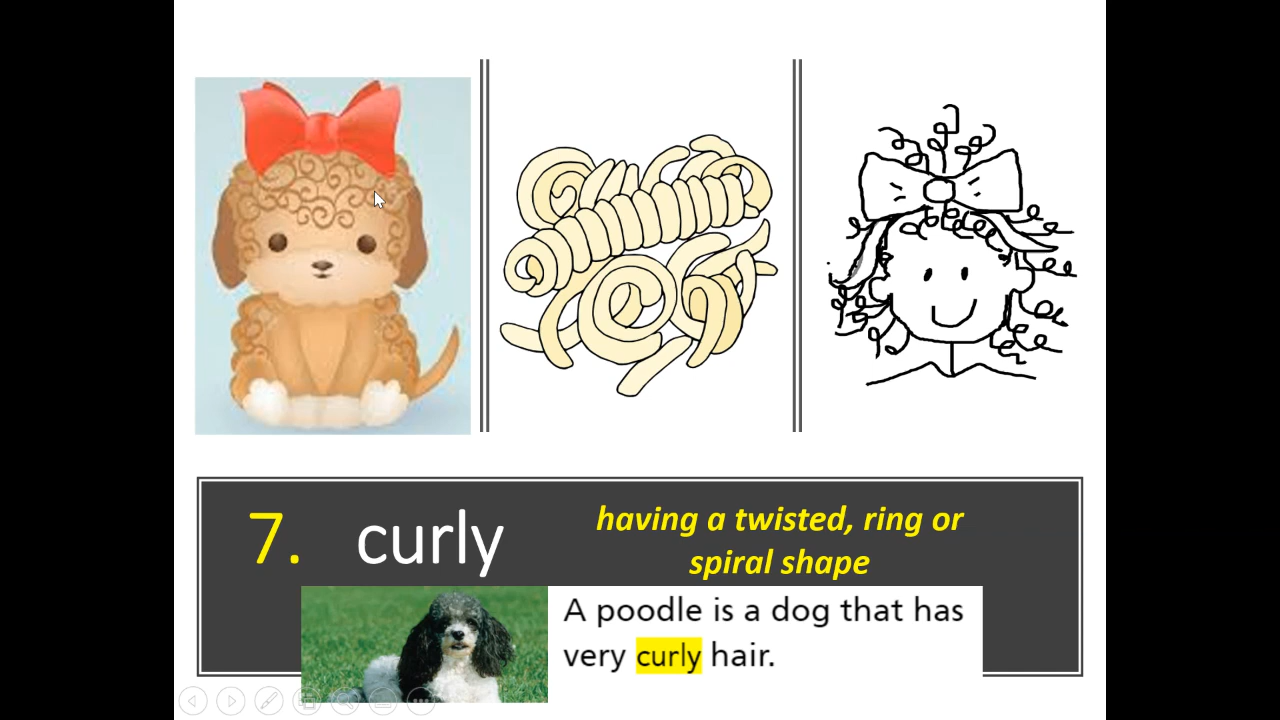 7. curly
having a twisted, ring or
spiral shape
A poodle is a dog that has
very curly hair.